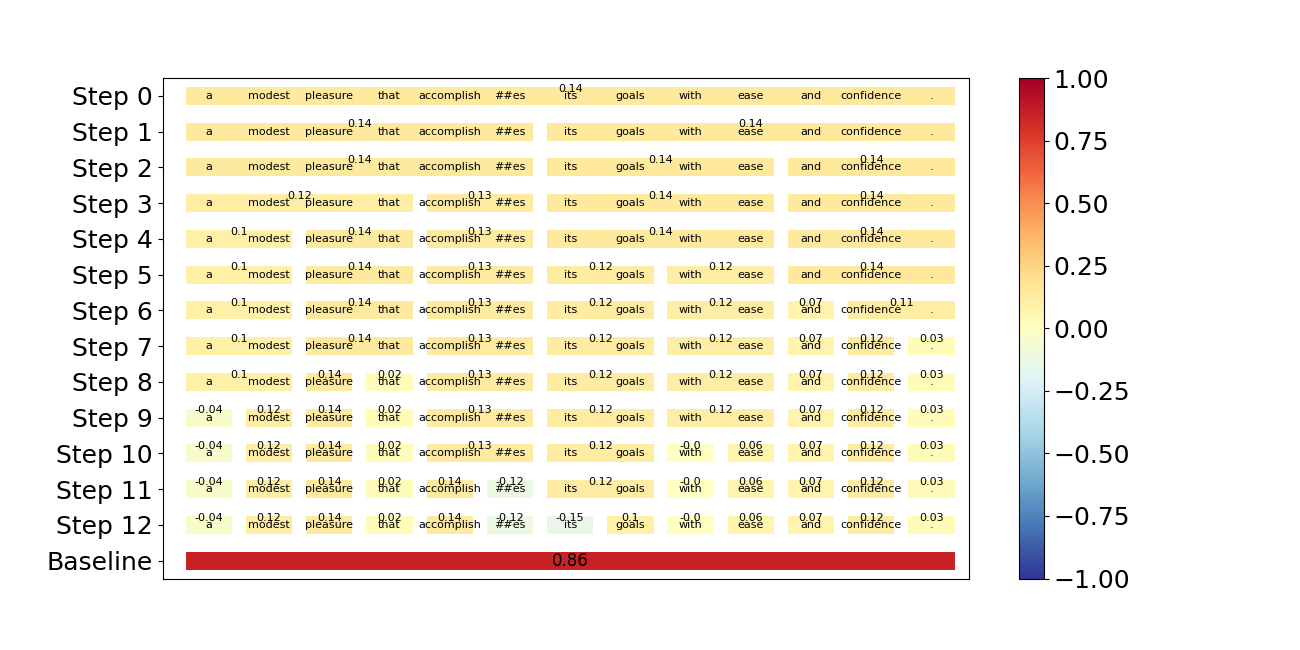 0.14
Step 0 a modest pleasure that accomplish ##es its goals with ease and confidence .
0.14 0.14
Step 1 a modest pleasure that accomplish ##es its goals with ease and confidence .
0.14 0.14 0.14
Step 2 a modest pleasure that accomplish ##es its goals with ease and confidence .
0.12 0.13 0.14 0.14
Step 3 a modest pleasure that accomplish ##es its goals with ease and confidence .
0.1 0.14 0.13 0.14 0.14
Step 4 a modest pleasure that accomplish ##es its goals with ease and confidence .
0.1 0.14 0.13 0.12 0.12 0.14
Step 5 a modest pleasure that accomplish ##es its goals with ease and confidence .
0.1 0.14 0.13 0.12 0.12 0.07 0.11
Step 6 a modest pleasure that accomplish ##es its goals with ease and confidence .
0.1 0.14 0.13 0.12 0.12 0.07 0.12 0.03
Step 7 a modest pleasure that accomplish ##es its goals with ease and confidence .
0.1 0.14 0.02 0.13 0.12 0.12 0.07 0.12 0.03
Step 8 a modest pleasure that accomplish ##es its goals with ease and confidence .
-0.04 0.12 0.14 0.02 0.13 0.12 0.12 0.07 0.12 0.03
Step 9 a modest pleasure that accomplish ##es its goals with ease and confidence .
-0.04 0.12 0.14 0.02 0.13 0.12 -0.0 0.06 0.07 0.12 0.03
Step 10 a modest pleasure that accomplish ##es its goals with ease and confidence .
-0.04 0.12 0.14 0.02 0.14 -0.12 0.12 -0.0 0.06 0.07 0.12 0.03
Step 11 a modest pleasure that accomplish ##es its goals with ease and confidence .
-0.04 0.12 0.14 0.02 0.14 -0.12 -0.15 0.1 -0.0 0.06 0.07 0.12 0.03
Step 12 a modest pleasure that accomplish ##es its goals with ease and confidence .
Baseline 0.86
1.00
0.75
0.50
0.25
0.00
−0.25
−0.50
−0.75
−1.00